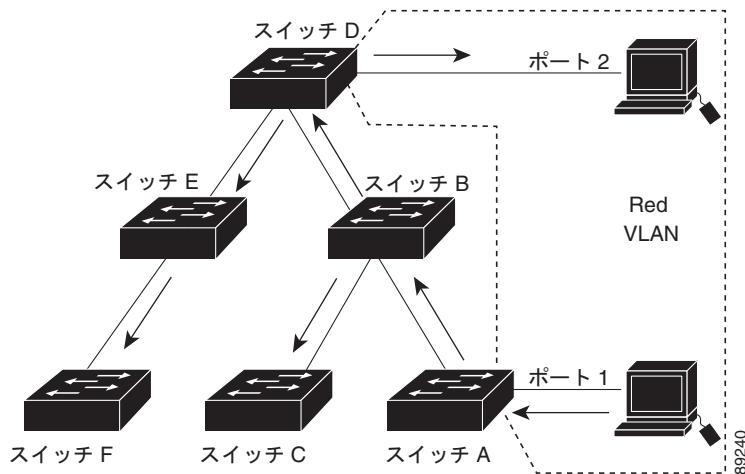 スイッチ D
ポート 2
スイッチ E
スイッチ B
Red
VLAN
ポート 1
スイッチ F
スイッチ C
スイッチ A
89240